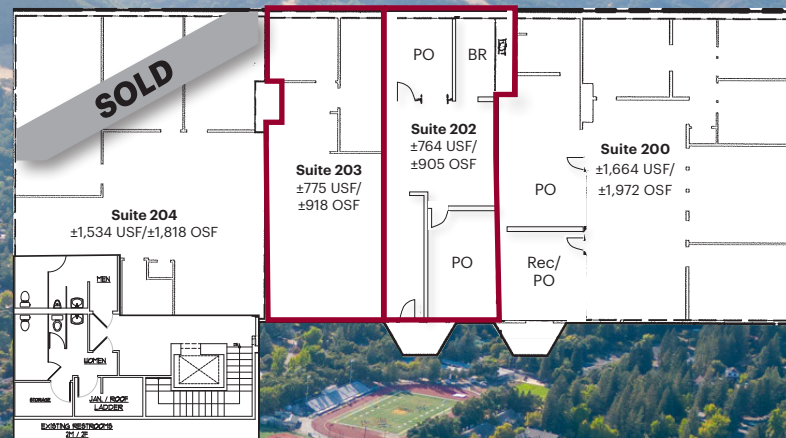 SOLD
Suite 204
±1,534 USF/±1,818 OSF
Suite 203
±775 USF/
±918 OSF
PO
BR
Suite 202
±764 USF/
±905 OSF
PO
Suite 200
±1,664 USF/
±1,972 OSF
PO
Rec/
PO
MEN
WOMEN
STORAGE
JAN. / ROOF
LADDER
EXISTING RESTROOMS
2M / 2F